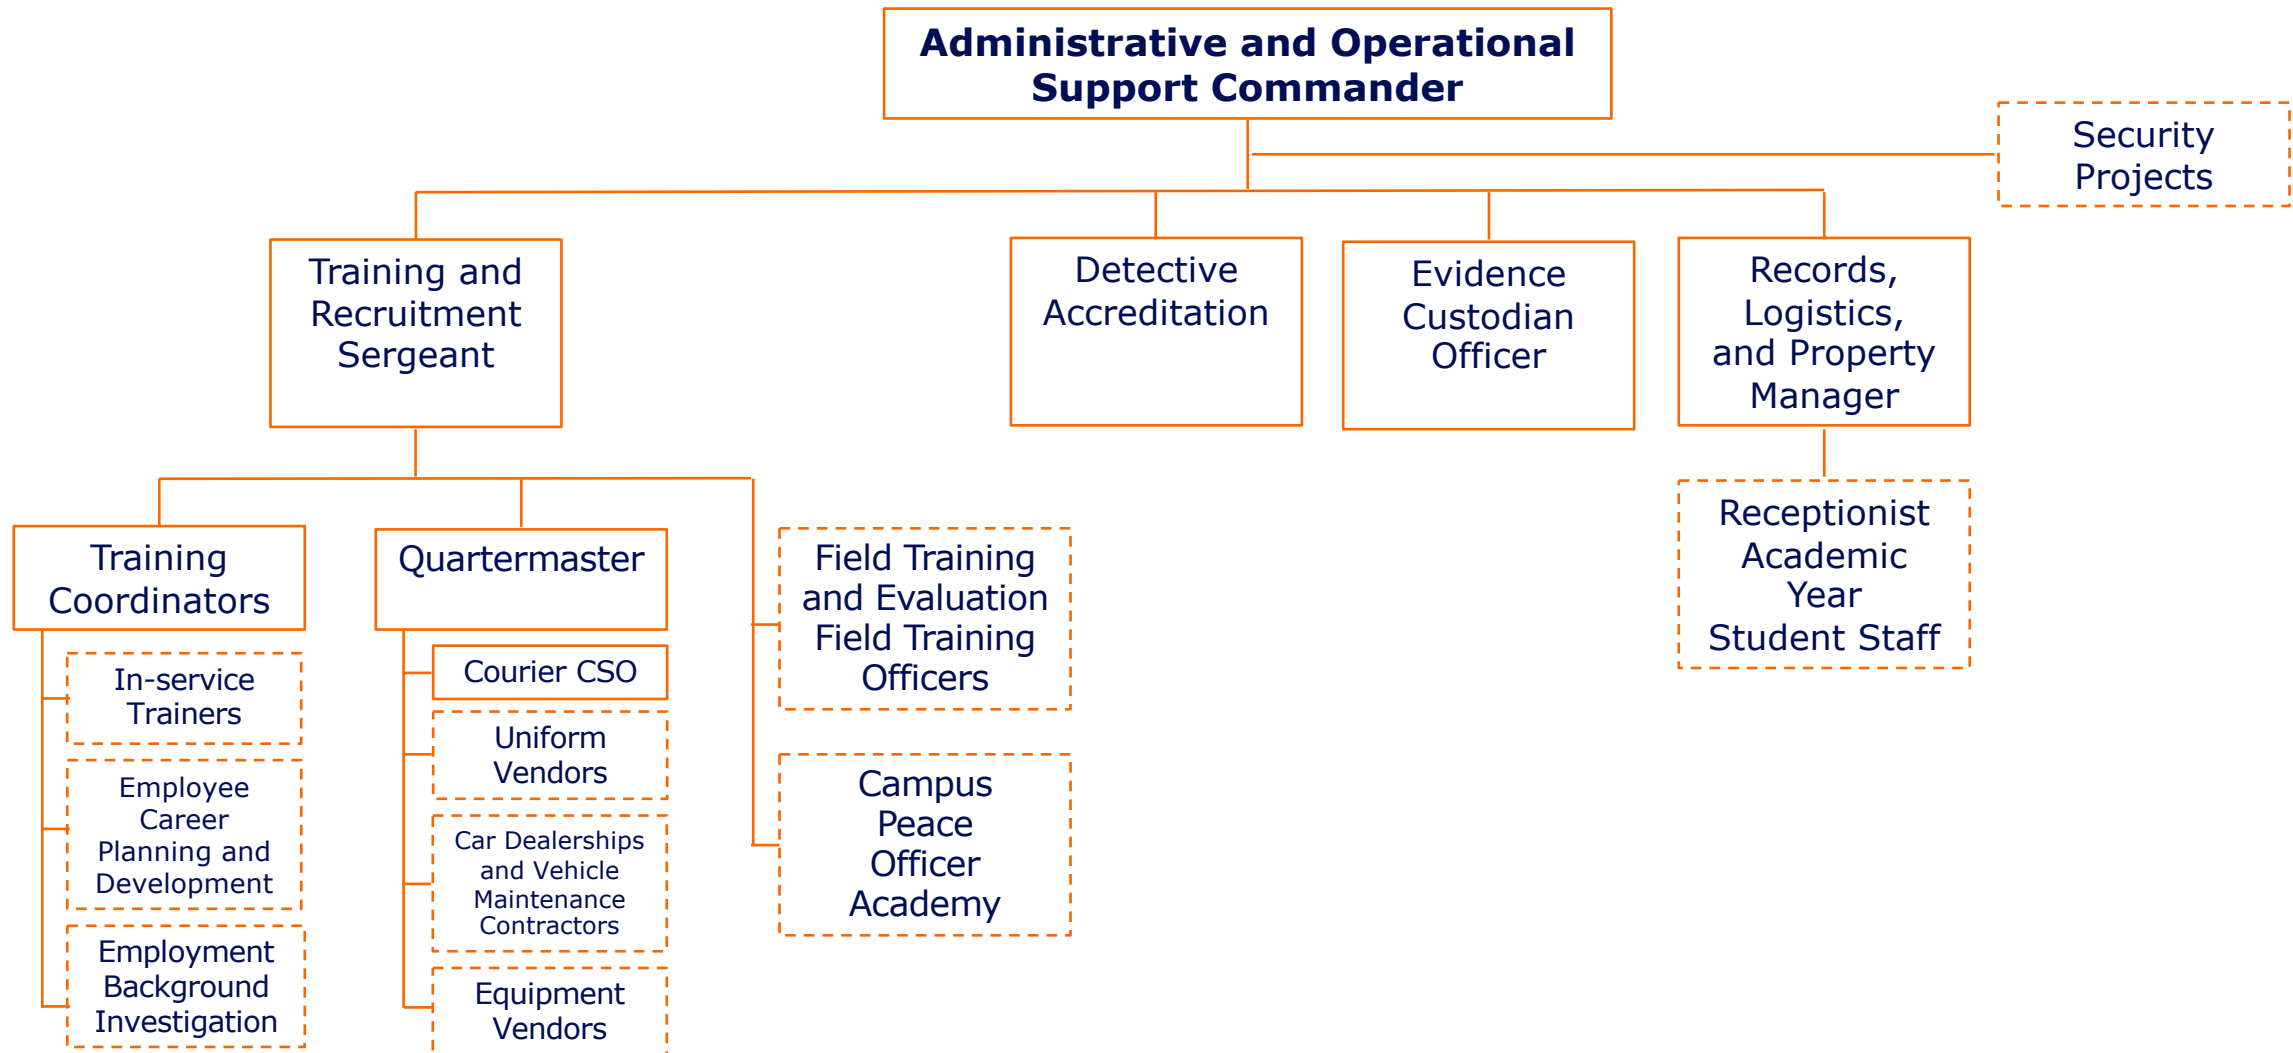 Administrative and Operational
Support Commander
Security
Projects
Training and
Recruitment
Sergeant
Detective
Accreditation
Evidence
Custodian
Officer
Records,
Logistics,
and Property
Manager
Receptionist
Academic
Year
Student Staff
Training
Coordinators
In-service
Trainers
Employee
Career
Planning and
Development
Employment
Background
Investigation
Quartermaster
Courier CSO
Uniform
Vendors
Car Dealerships
and Vehicle
Maintenance
Contractors
Equipment
Vendors
Field Training
and Evaluation
Field Training
Officers
Campus
Peace
Officer
Academy